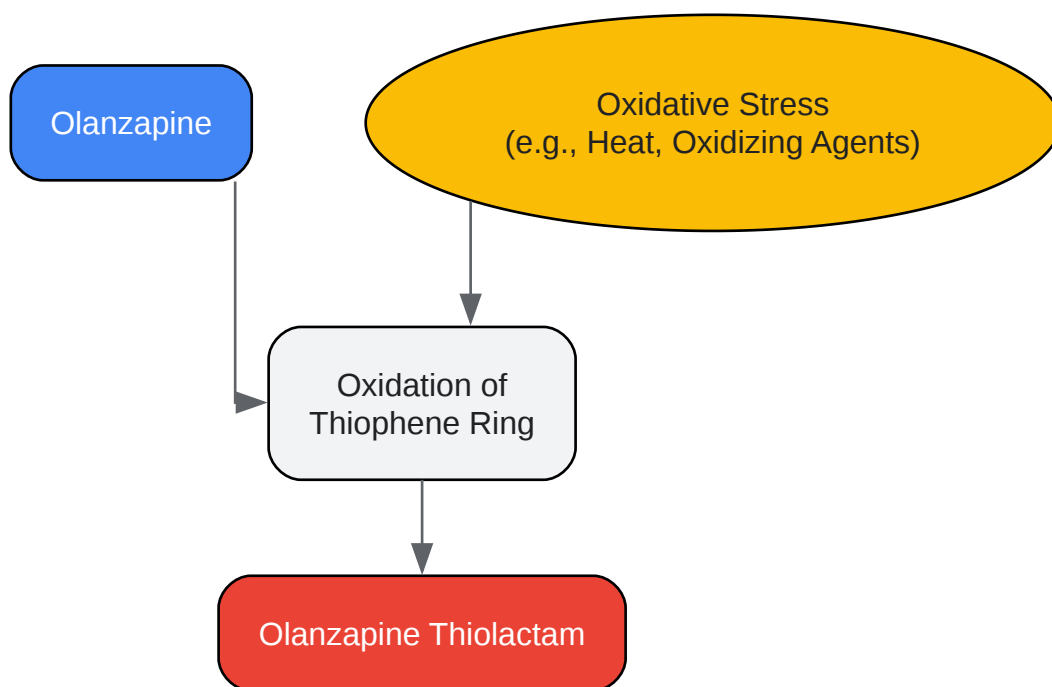 Olanzapine
Oxidative Stress
(e.g., Heat, Oxidizing Agents)
Oxidation of
Thiophene Ring
Olanzapine Thiolactam